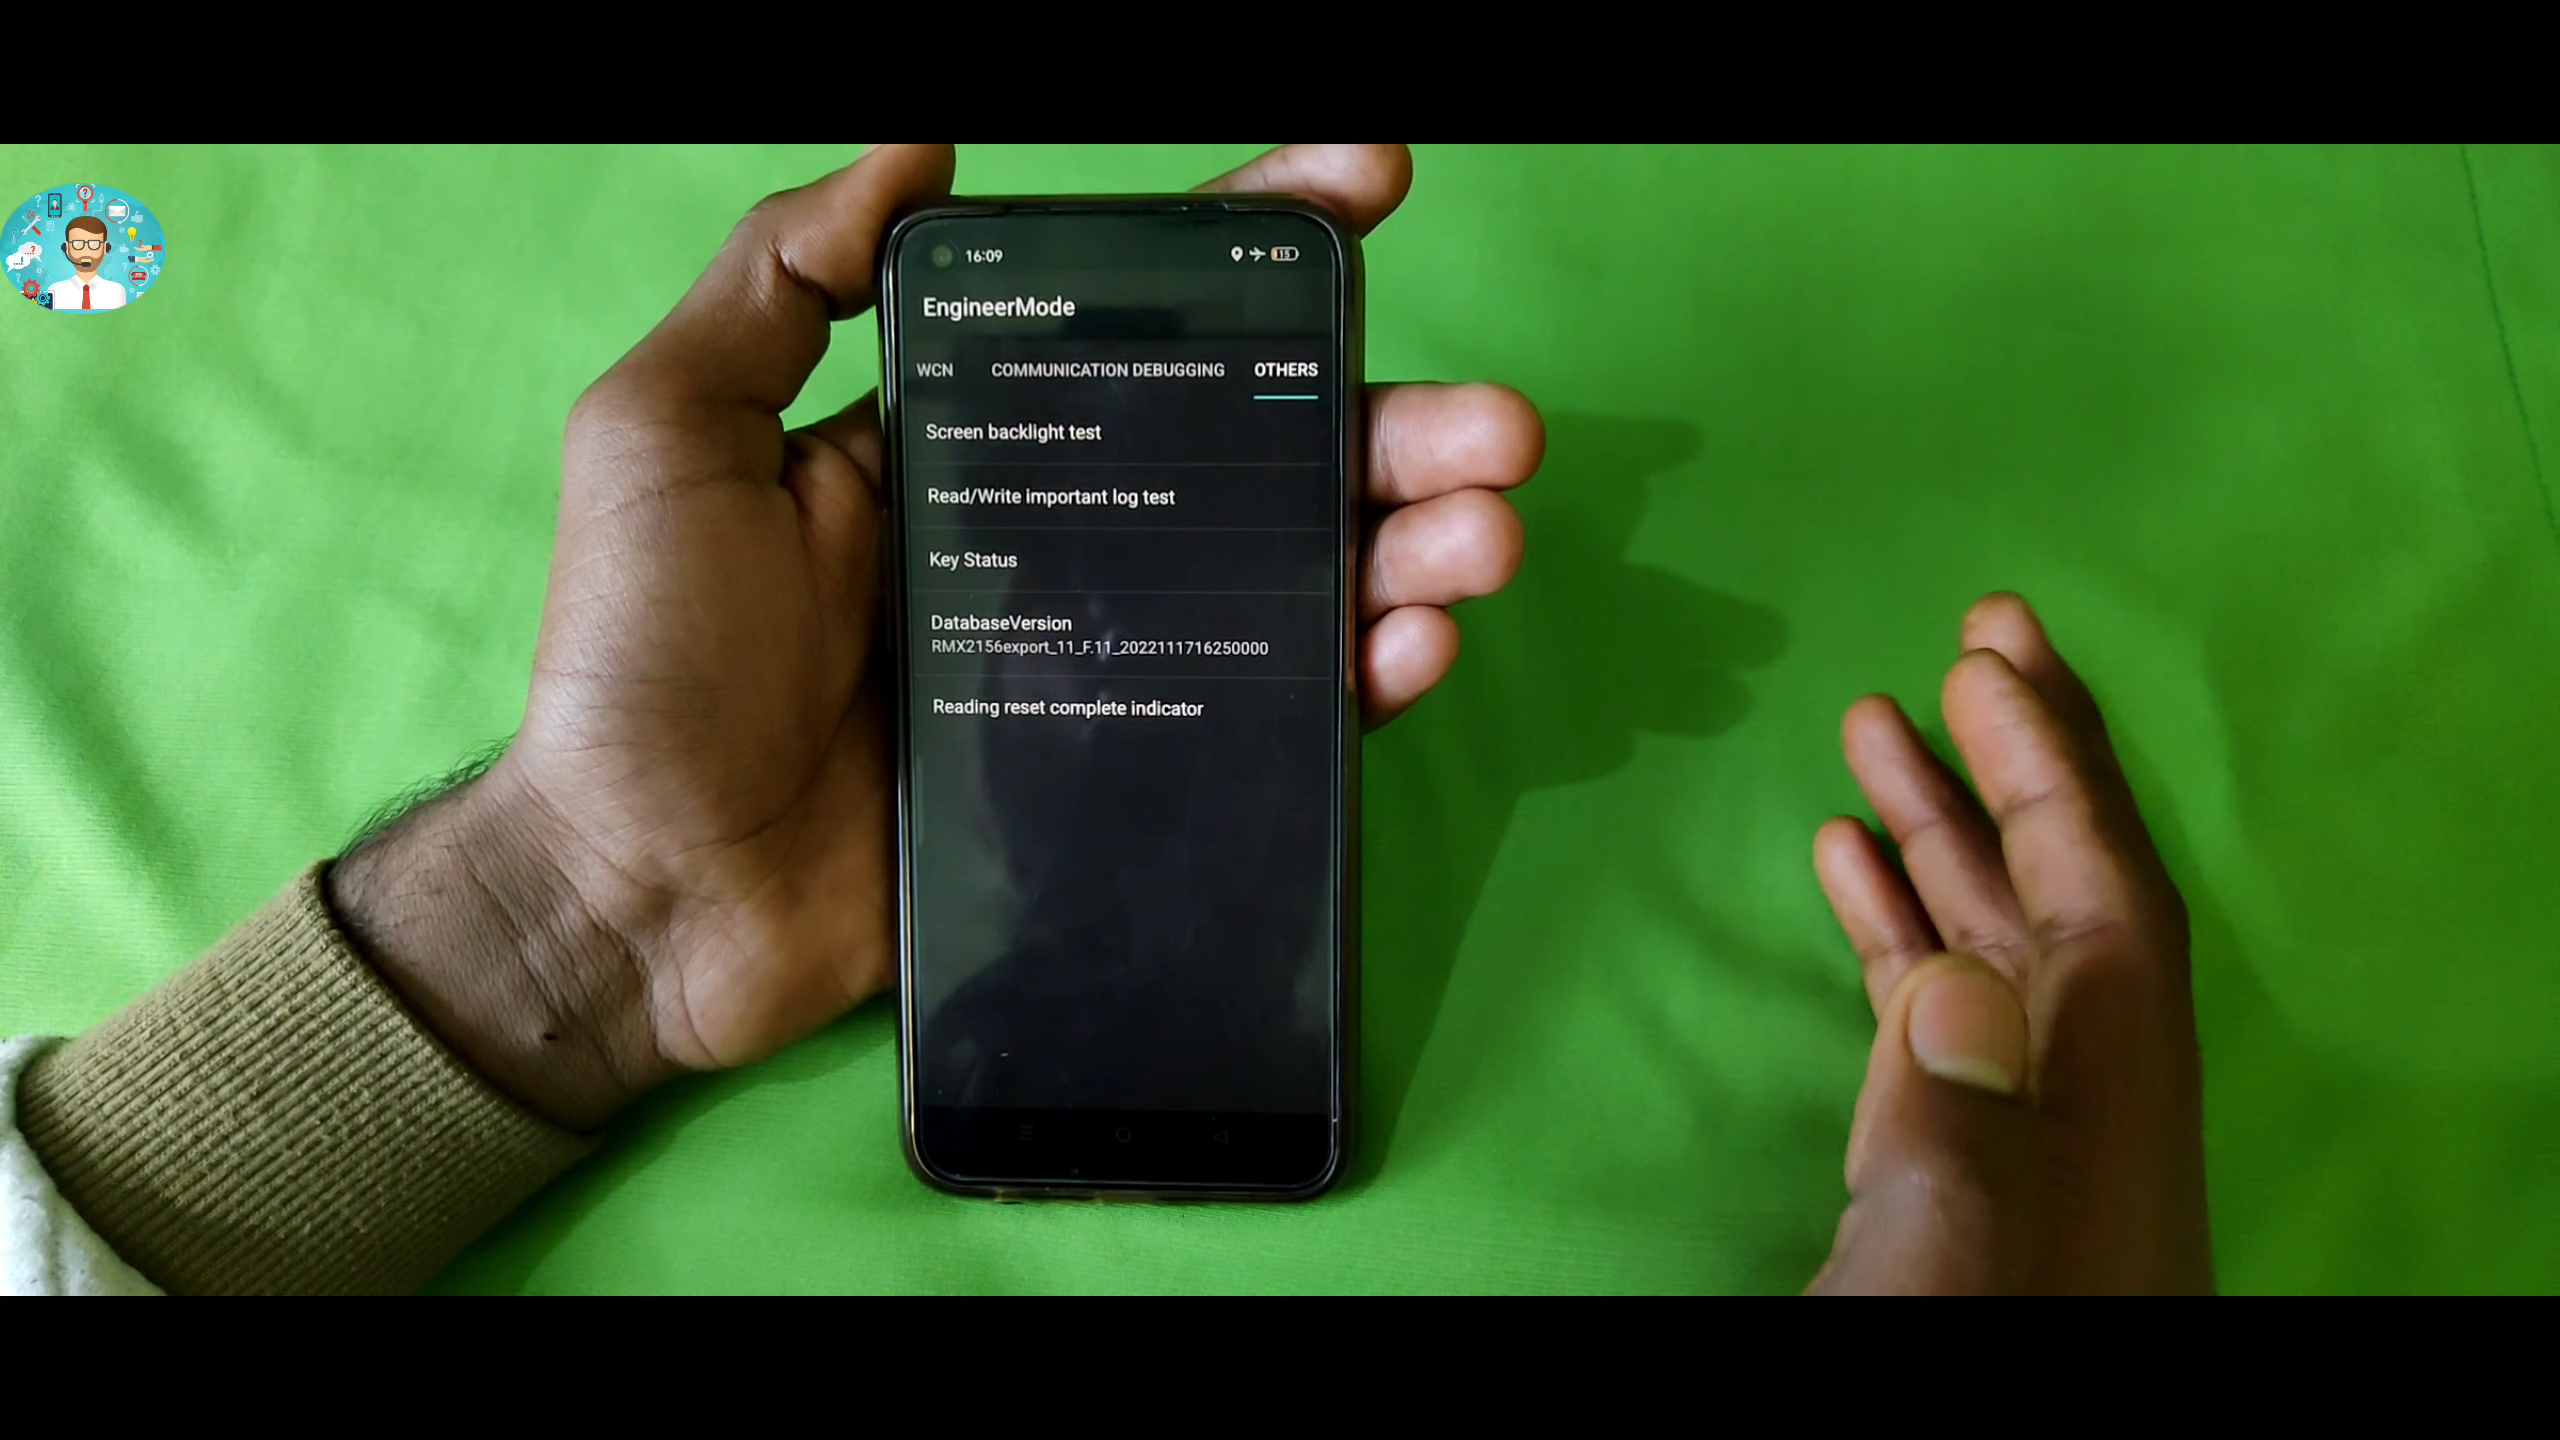 16:09
15
EngineerMode
WCN COMMUNICATION DEBUGGING OTHERS
Screen backlight test
Read/Write important log test
Key Status
DatabaseVersion
RMX2156export_11_F.11_2022111716250000
Reading reset complete indicator